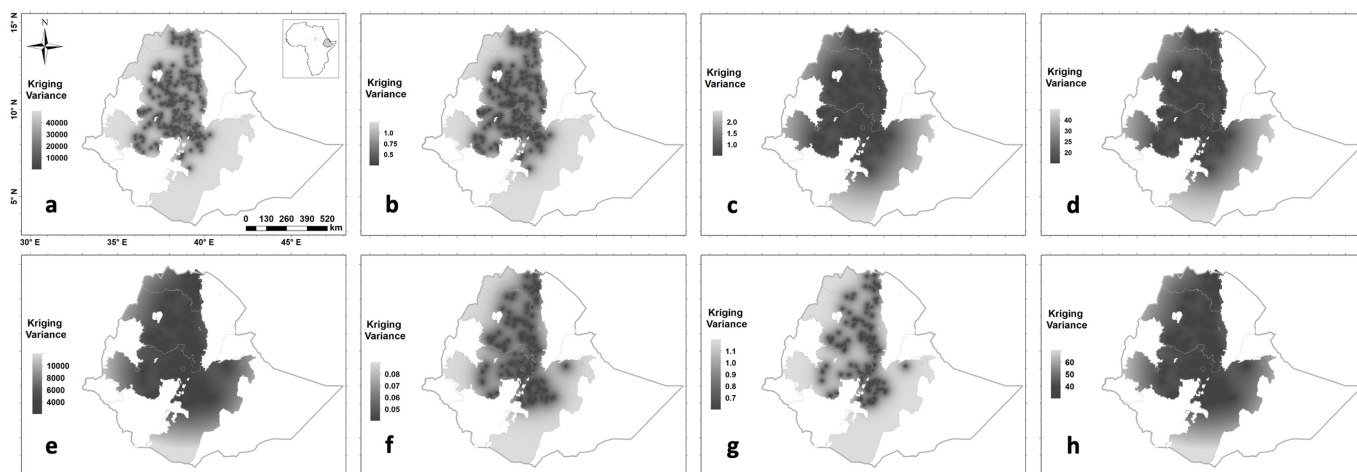 15° N
10° N
5° N
N
Kriging
Variance
40000
30000
20000
10000
a
0 130 260 390 520
km
30° E 35° E 40° E 45° E
Kriging
Variance
1.0
0.75
0.5
b
Kriging
Variance
2.0
1.0
c
Kriging
Variance
40
30
20
d
Kriging
Variance
10000
8000
6000
4000
e
Kriging
Variance
0.08
0.07
0.06
0.05
f
Kriging
Variance
1.1
1.0
0.9
0.8
0.7
g
Kriging
Variance
60
50
40
h